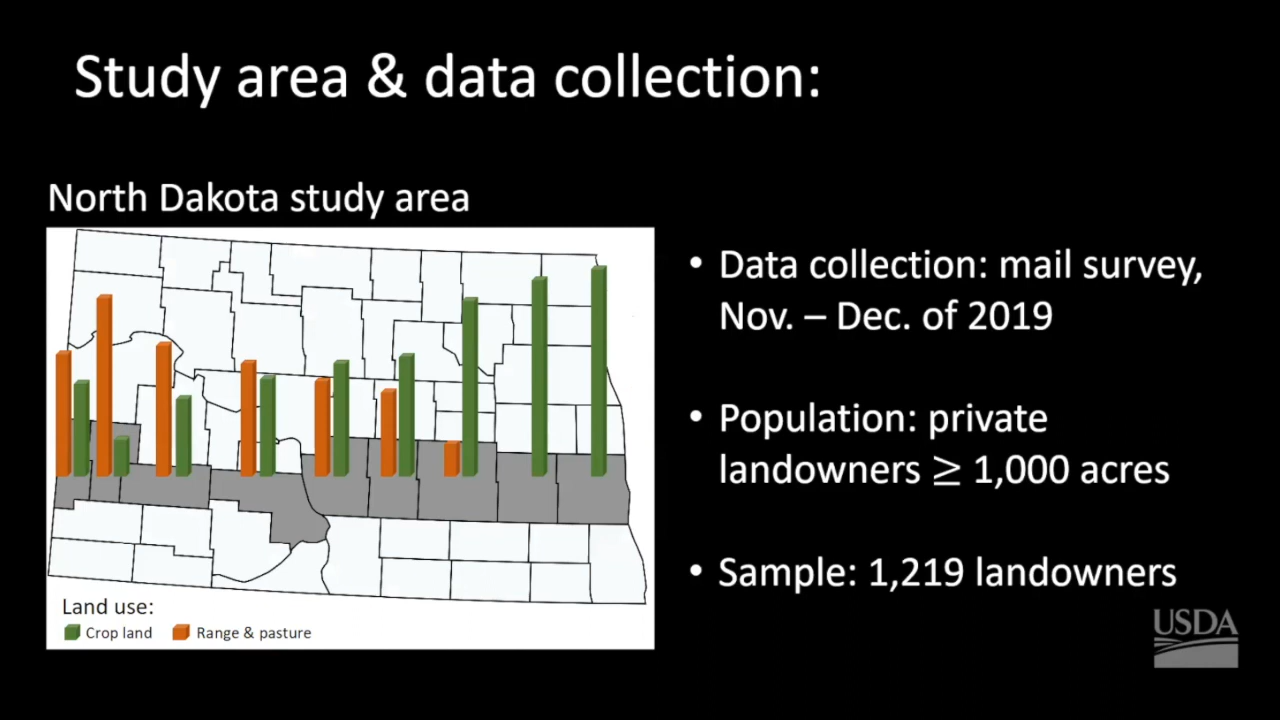 Study area & data collection:
North Dakota study area
• Data collection: mail survey,
Nov. – Dec. of 2019
• Population: private
landowners ≥ 1,000 acres
• Sample: 1,219 landowners
Land use:
Crop land
Range & pasture
USDA